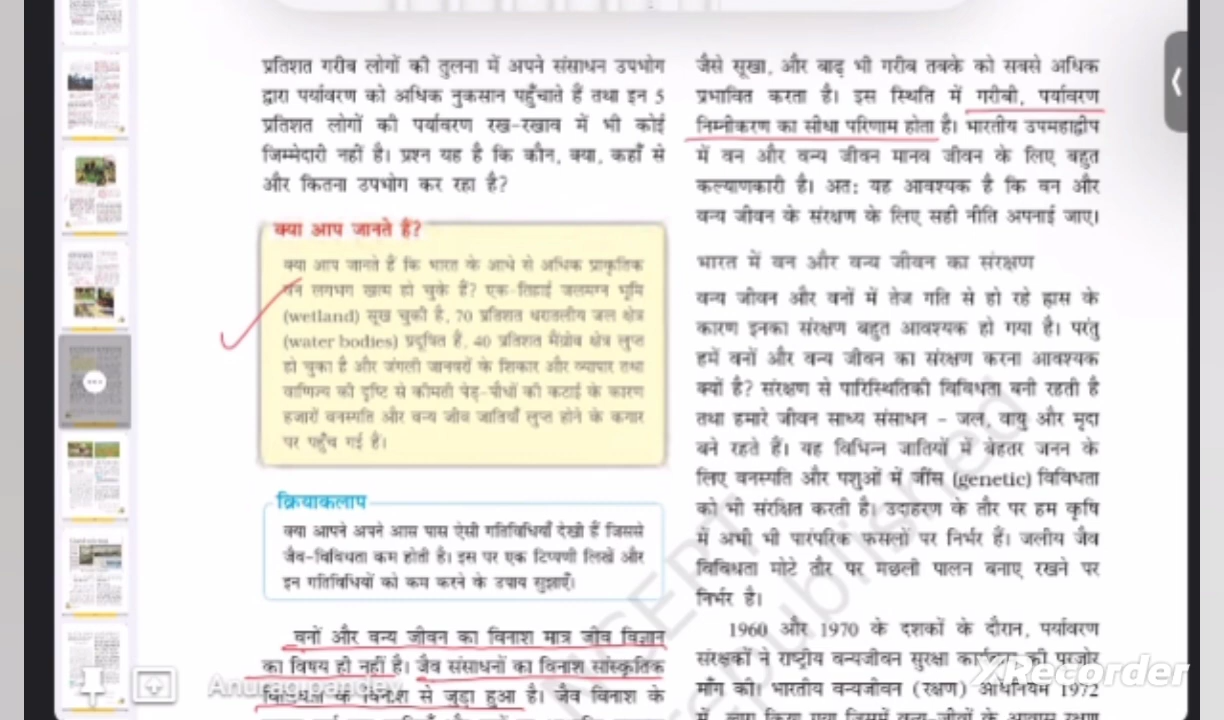 प्रतिशत गरीब लोगों की तुलना में अपने संसाधन उपभोग
द्वारा पर्यावरण को अधिक नुकसान पहुँचाते हैं तथा इन 5
प्रतिशत लोगों की पर्यावरण रख-रखाव में भी कोई
जिम्मेदारी नहीं है। प्रश्न यह है कि कौन, क्या, कहाँ से
और कितना उपभोग कर रहा है?
क्या आप जानते हैं?
क्या आप जानते हैं कि भारत के आधे से अधिक प्राकृतिक
वन लगभग खत्म हो चुके हैं? एक-तिहाई जलमग्न भूमि
(wetland) सूख चुकी है, 70 प्रतिशत धरातलीय जल क्षेत्र
(water bodies) प्रदूषित है, 40 प्रतिशत मैंग्रोव क्षेत्र लुप्त
हो चुका है और जंगली जानवरों के शिकार और व्यापार तथा
वाणिज्य की दृष्टि से कीमती पेड़-पौधों की कटाई के कारण
हजारों वनस्पति और वन्य जीव जातियाँ लुप्त होने के कगार
पर पहुँच गई हैं।
क्रियाकलाप
क्या आपने अपने आस पास ऐसी गतिविधियाँ देखी हैं जिससे
जैव-विविधता कम होती है। इस पर एक टिप्पणी लिखें और
इन गतिविधियों को कम करने के उपाय सुझाएँ।
वनों और वन्य जीवन का विनाश मात्र जीव विज्ञान
का विषय ही नहीं है। जैव संसाधनों का विनाश सांस्कृतिक
विविधता के विनाश से जुड़ा हुआ है। जैव विनाश के
जैसे सूखा, और बाढ़ भी गरीब तबके को सबसे अधिक
प्रभावित करता है। इस स्थिति में गरीबी, पर्यावरण
निम्नीकरण का सीधा परिणाम होता है। भारतीय उपमहाद्वीप
में वन और वन्य जीवन मानव जीवन के लिए बहुत
कल्याणकारी है। अत: यह आवश्यक है कि वन और
वन्य जीवन के संरक्षण के लिए सही नीति अपनाई जाए।
भारत में वन और वन्य जीवन का संरक्षण
वन्य जीवन और वनों में तेज गति से हो रहे ह्रास के
कारण इनका संरक्षण बहुत आवश्यक हो गया है। परंतु
हमें वनों और वन्य जीवन का संरक्षण करना आवश्यक
क्यों है? संरक्षण से पारिस्थितिकी विविधता बनी रहती है
तथा हमारे जीवन साध्य संसाधन - जल, वायु और मृदा
बने रहते हैं। यह विभिन्न जातियों में बेहतर जनन के
लिए वनस्पति और पशुओं में जींस (genetic) विविधता
को भी संरक्षित करती है। उदाहरण के तौर पर हम कृषि
में अभी भी पारंपरिक फसलों पर निर्भर हैं। जलीय जैव
विविधता मोटे तौर पर मछली पालन बनाए रखने पर
निर्भर है।
1960 और 1970 के दशकों के दौरान, पर्यावरण
संरक्षकों ने राष्ट्रीय वन्यजीवन सुरक्षा कार्यक्रम की पुरजोर
माँग की। भारतीय वन्यजीवन (रक्षण) अधिनियम 1972
में लागू किया गया जिसमें वन्य-जीवों के आवास रक्षण
Anurag pandey
XRecorder